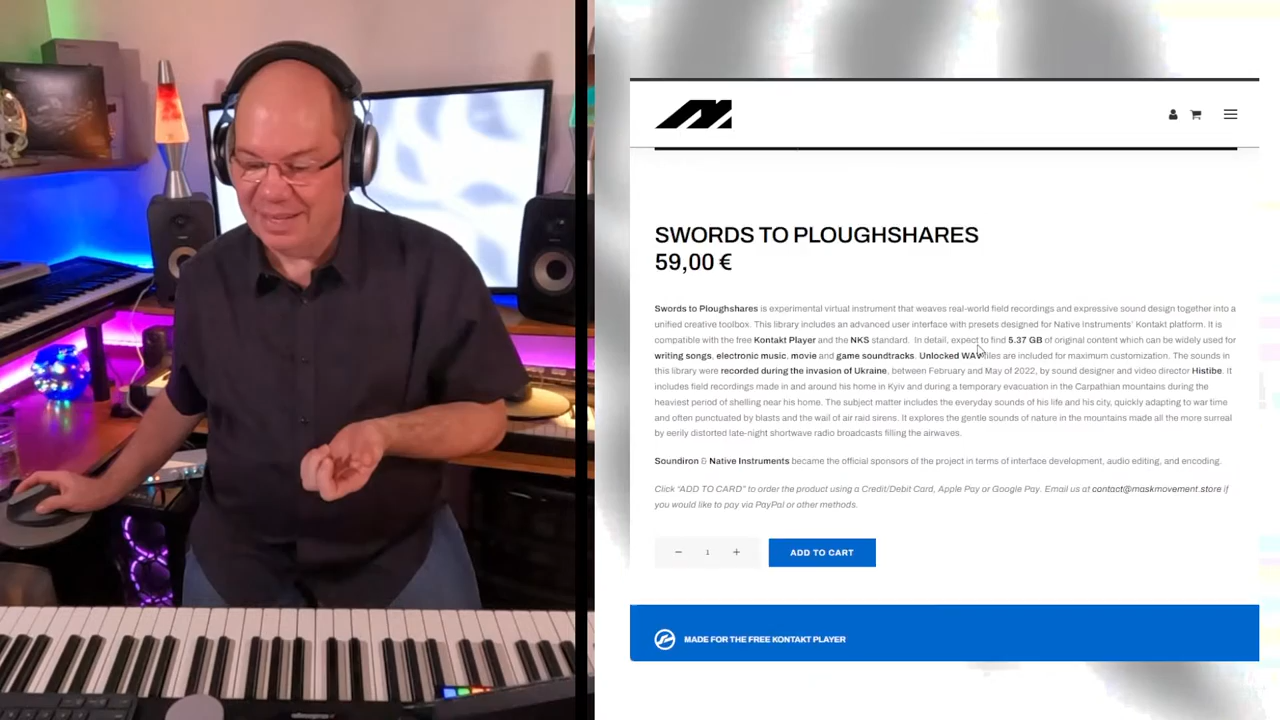 SWORDS TO PLOUGHSHARES
59,00 €
Swords to Ploughshares is experimental virtual instrument that weaves real-world field recordings and expressive sound design together into a
unified creative toolbox. This library includes an advanced user interface with presets designed for Native Instruments' Kontakt platform. It is
compatible with the free Kontakt Player and the NKS standard. In detail, expect to find 5.37 GB of original content which can be widely used for
writing songs, electronic music, movie and game soundtracks. Unlocked WAV files are included for maximum customization. The sounds in
this library were recorded during the invasion of Ukraine, between February and May of 2022, by sound designer and video director Histibe. It
includes field recordings made in and around his home in Kyiv and during a temporary evacuation in the Carpathian mountains during the
heaviest period of shelling near his home. The subject matter includes the everyday sounds of his life and his city, quickly adapting to war time
and often punctuated by blasts and the wail of air raid sirens. It explores the gentle sounds of nature in the mountains made all the more surreal
by eerily distorted late-night shortwave radio broadcasts filling the airwaves.
Soundiron & Native Instruments became the official sponsors of the project in terms of interface development, audio editing, and encoding.
Click "ADD TO CARD" to order the product using a Credit/Debit Card, Apple Pay or Google Pay. Email us at contact@maskmovement.store if
you would like to pay via PayPal or other methods.
− 1 + ADD TO CART
MADE FOR THE FREE KONTAKT PLAYER